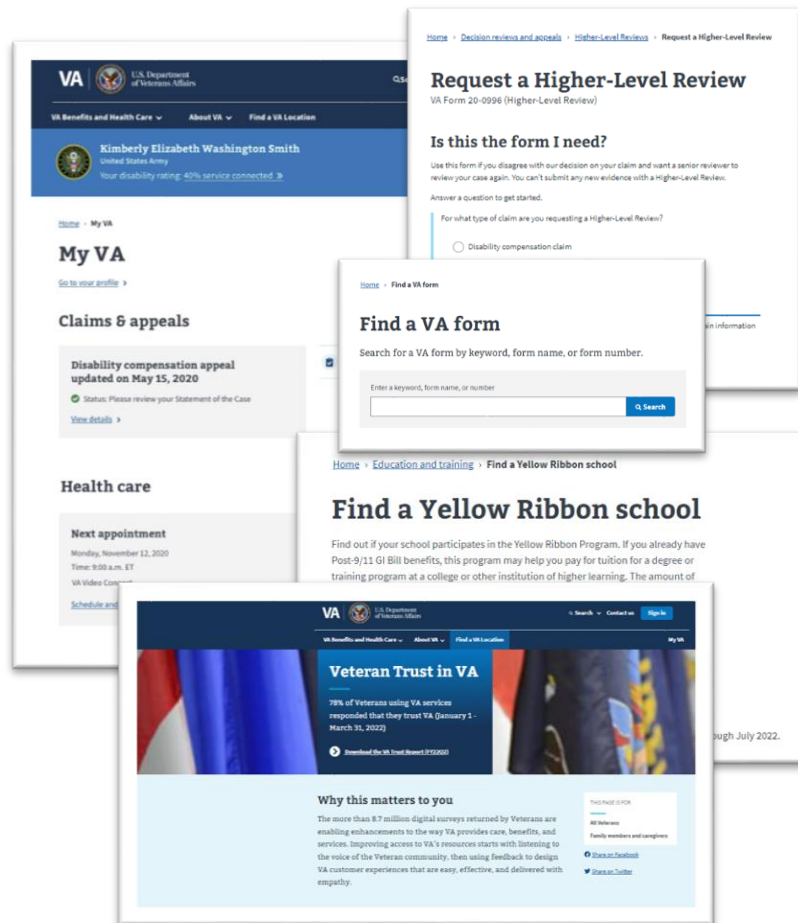 VA
U.S. Department
of Veterans Affairs
VA Benefits and Health Care
About VA
Find a VA Location
Kimberly Elizabeth Washington Smith
United States Army
Your disability rating: 40% service connected »
Home › My VA
My VA
Go to your profile ›
Claims & appeals
Disability compensation appeal
updated on May 15, 2020
Status: Please review your Statement of the Case
View details ›
Health care
Next appointment
Monday, November 12, 2020
Time: 9:00 a.m. ET
VA Video
Schedule and
Home › Decision reviews and appeals › Higher-Level Reviews › Request a Higher-Level Review
Request a Higher-Level Review
VA Form 20-0996 (Higher-Level Review)
Is this the form I need?
Use this form if you disagree with our decision on your claim and want a senior reviewer to
review your case again. You can't submit any new evidence with a Higher-Level Review.
Answer a question to get started.
For what type of claim are you requesting a Higher-Level Review?
Disability compensation claim
information
Home › Find a VA form
Find a VA form
Search for a VA form by keyword, form name, or form number.
Enter a keyword, form name, or number
Search
Home › Education and training › Find a Yellow Ribbon school
Find a Yellow Ribbon school
Find out if your school participates in the Yellow Ribbon Program. If you already have
Post-9/11 GI Bill benefits, this program may help you pay for tuition for a degree or
training program at a college or other institution of higher learning. The amount of
July 2022.
VA
U.S. Department
of Veterans Affairs
Search
Contact us
Sign in
VA Benefits and Health Care
About VA
Find a VA Location
My VA
Veteran Trust in VA
78% of Veterans using VA services
responded that they trust VA (January 1 -
March 31, 2022)
Download the VA Trust Report (FY22Q2)
Why this matters to you
The more than 8.7 million digital surveys returned by Veterans are
enabling enhancements to the way VA provides care, benefits, and
services. Improving access to VA's resources starts with listening to
the voice of the Veteran community, then using feedback to design
VA customer experiences that are easy, effective, and delivered with
empathy.
THIS PAGE IS FOR
All Veterans
Family members and caregivers
Share on Facebook
Share on Twitter